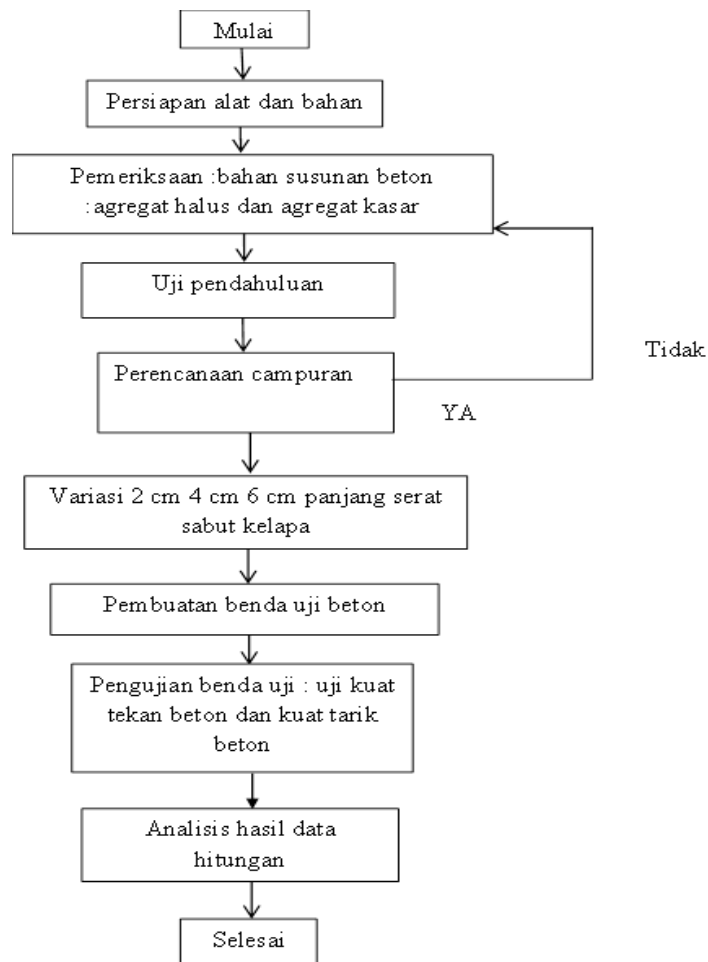 Mulai
Persiapan alat dan bahan
Pemeriksaan :bahan susunan beton
:agregat halus dan agregat kasar
Uji pendahuluan
Tidak
Perencanaan campuran
YA
Variasi 2 cm 4 cm 6 cm panjang serat
sabut kelapa
Pembuatan benda uji beton
Pengujian benda uji : uji kuat
tekan beton dan kuat tarik
beton
Analisis hasil data
hitungan
Selesai